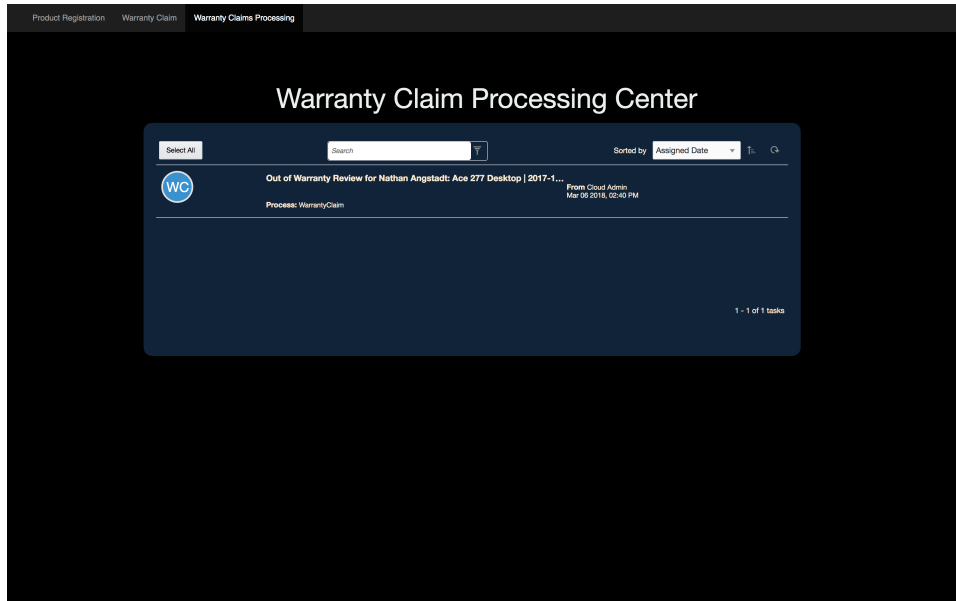 Product Registration Warranty Claim Warranty Claims Processing
Warranty Claim Processing Center
Select All Search Sorted by Assigned Date
WC Out of Warranty Review for Nathan Angstadt: Ace 277 Desktop | 2017-1...
From Cloud Admin
Mar 06 2018, 02:40 PM
Process: WarrantyClaim
1 - 1 of 1 tasks